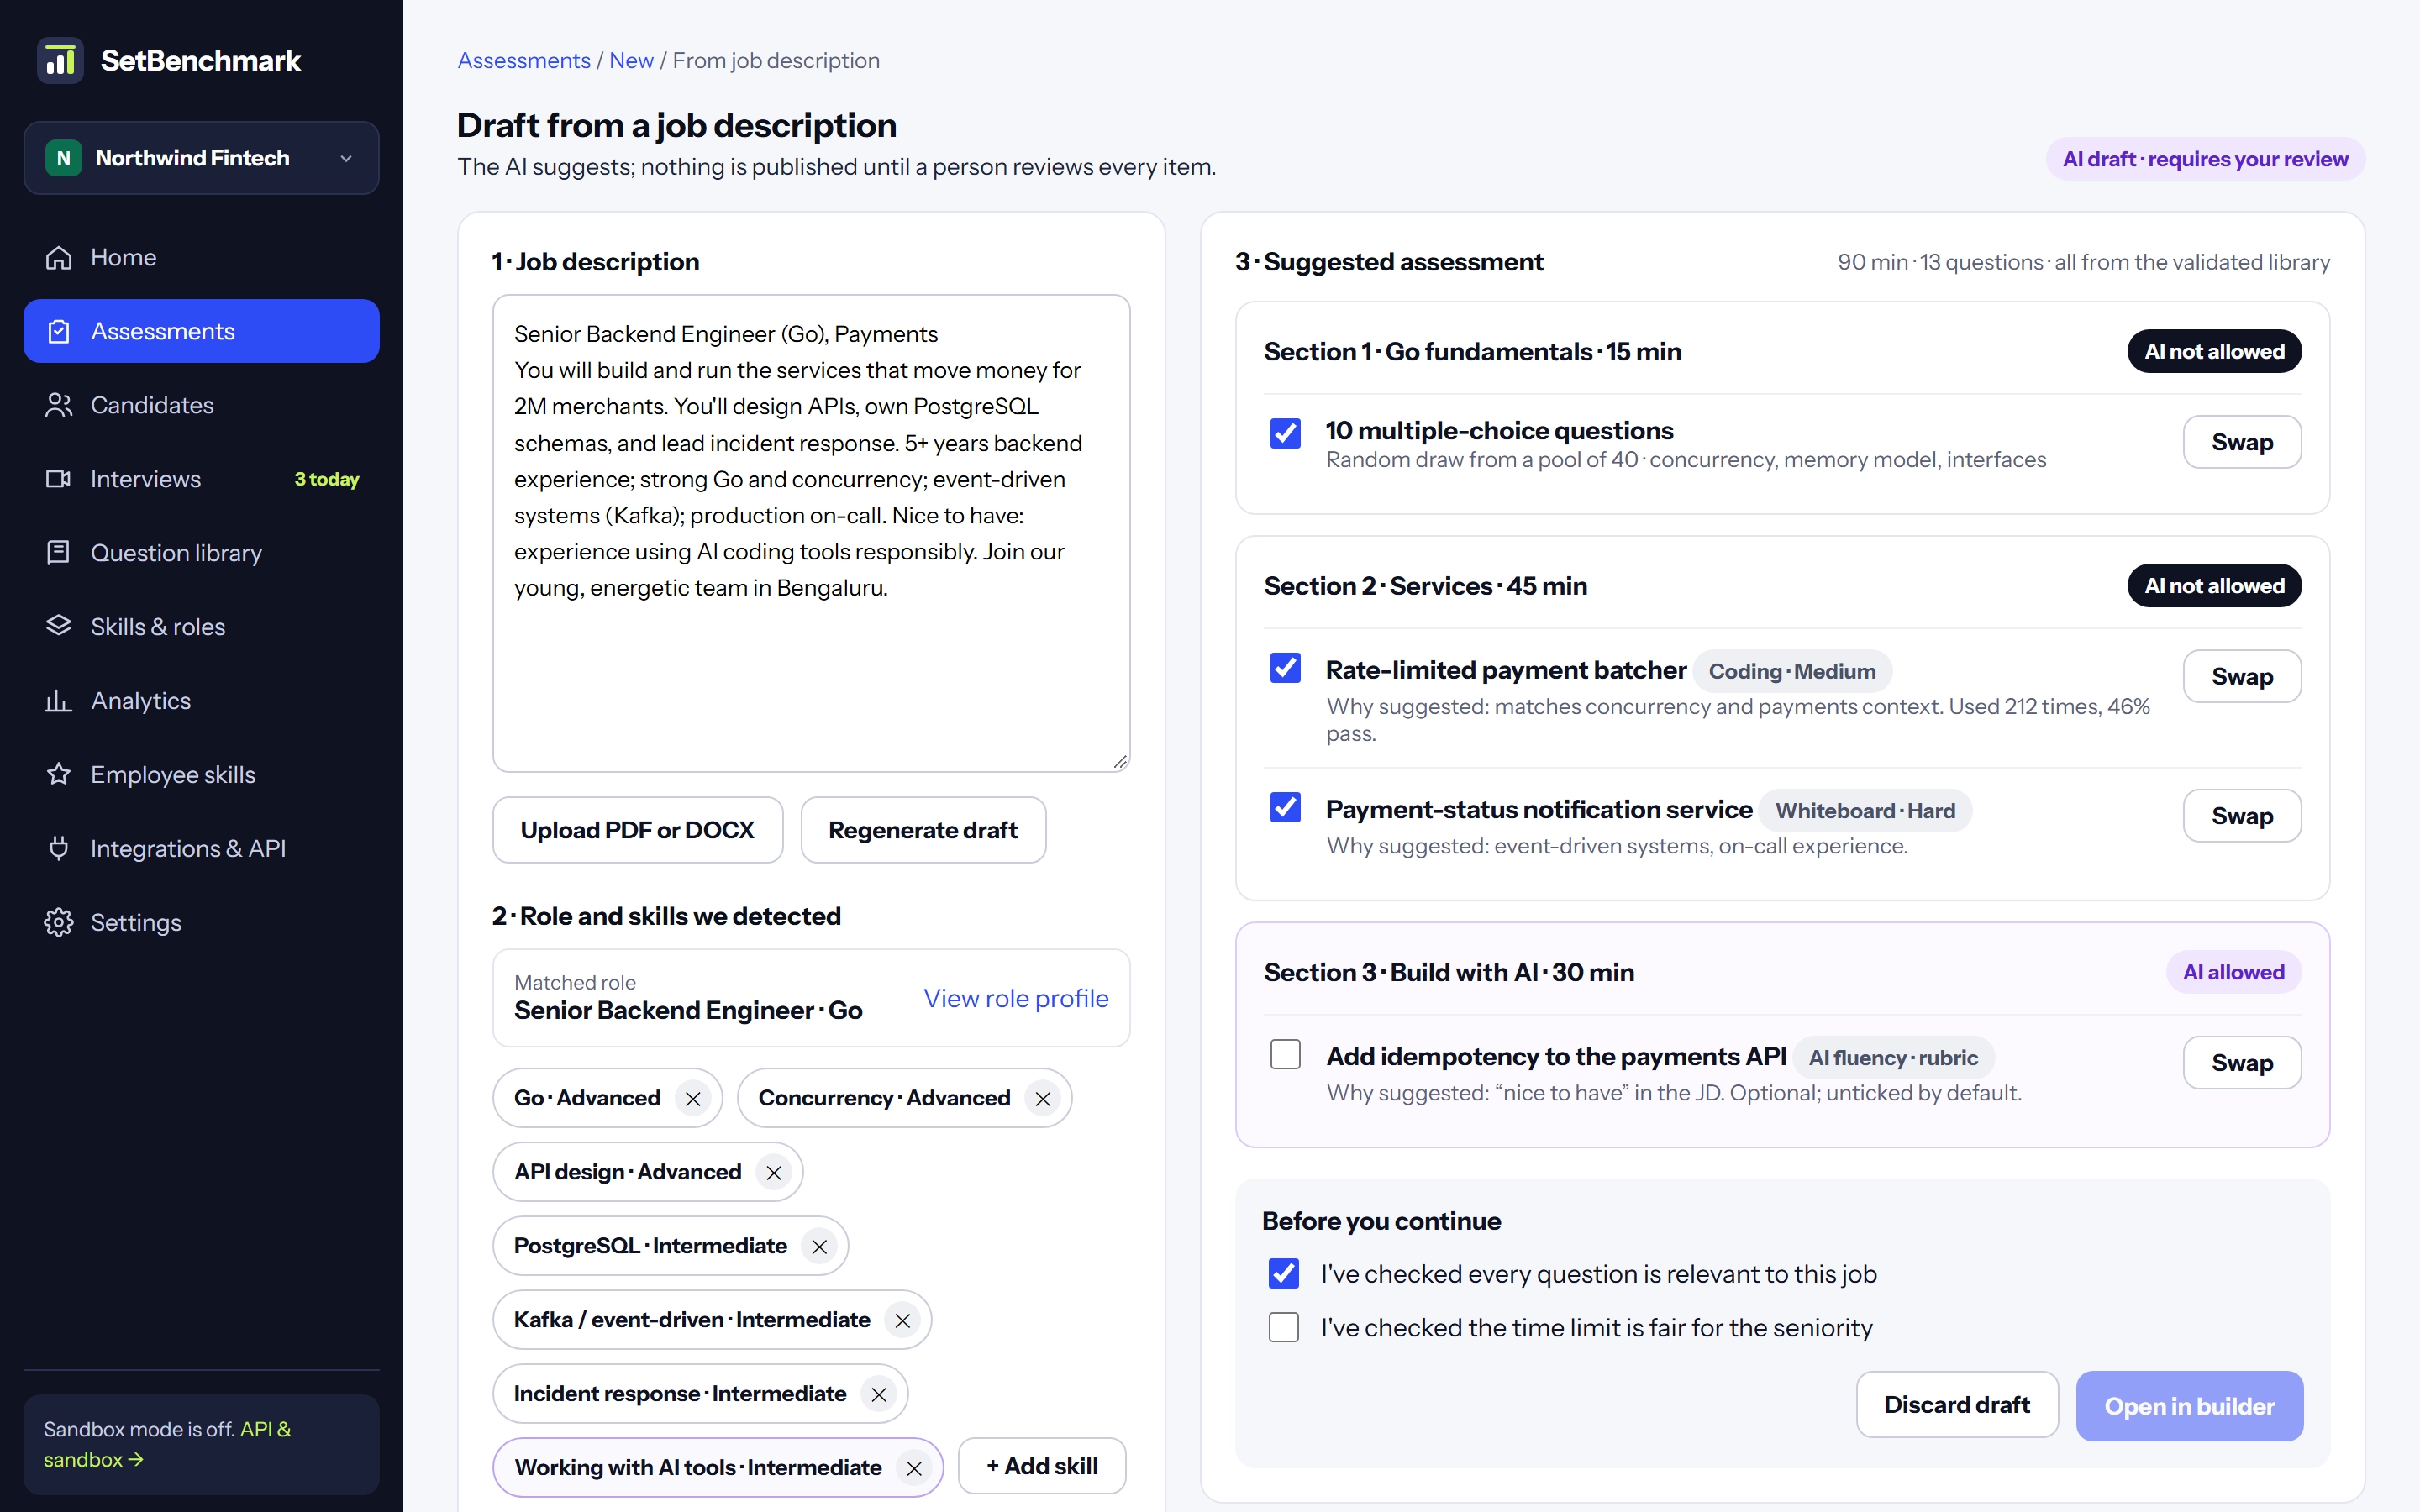 SetBenchmark
N Northwind Fintech
Home
Assessments
Candidates
Interviews 3 today
Question library
Skills & roles
Analytics
Employee skills
Integrations & API
Settings
Sandbox mode is off. API &
sandbox →
Assessments / New / From job description
Draft from a job description
The AI suggests; nothing is published until a person reviews every item.
AI draft · requires your review
1 · Job description
Senior Backend Engineer (Go), Payments
You will build and run the services that move money for
2M merchants. You'll design APIs, own PostgreSQL
schemas, and lead incident response. 5+ years backend
experience; strong Go and concurrency; event-driven
systems (Kafka); production on-call. Nice to have:
experience using AI coding tools responsibly. Join our
young, energetic team in Bengaluru.
Upload PDF or DOCX
Regenerate draft
2 · Role and skills we detected
Matched role
Senior Backend Engineer · Go
View role profile
Go · Advanced
Concurrency · Advanced
API design · Advanced
PostgreSQL · Intermediate
Kafka / event-driven · Intermediate
Incident response · Intermediate
Working with AI tools · Intermediate
+ Add skill
3 · Suggested assessment
90 min · 13 questions · all from the validated library
Section 1 · Go fundamentals · 15 min
AI not allowed
10 multiple-choice questions
Random draw from a pool of 40 · concurrency, memory model, interfaces
Swap
Section 2 · Services · 45 min
AI not allowed
Rate-limited payment batcher Coding · Medium
Why suggested: matches concurrency and payments context. Used 212 times, 46%
pass.
Swap
Payment-status notification service Whiteboard · Hard
Why suggested: event-driven systems, on-call experience.
Swap
Section 3 · Build with AI · 30 min
AI allowed
Add idempotency to the payments API AI fluency · rubric
Why suggested: “nice to have” in the JD. Optional; unticked by default.
Swap
Before you continue
I've checked every question is relevant to this job
I've checked the time limit is fair for the seniority
Discard draft
Open in builder